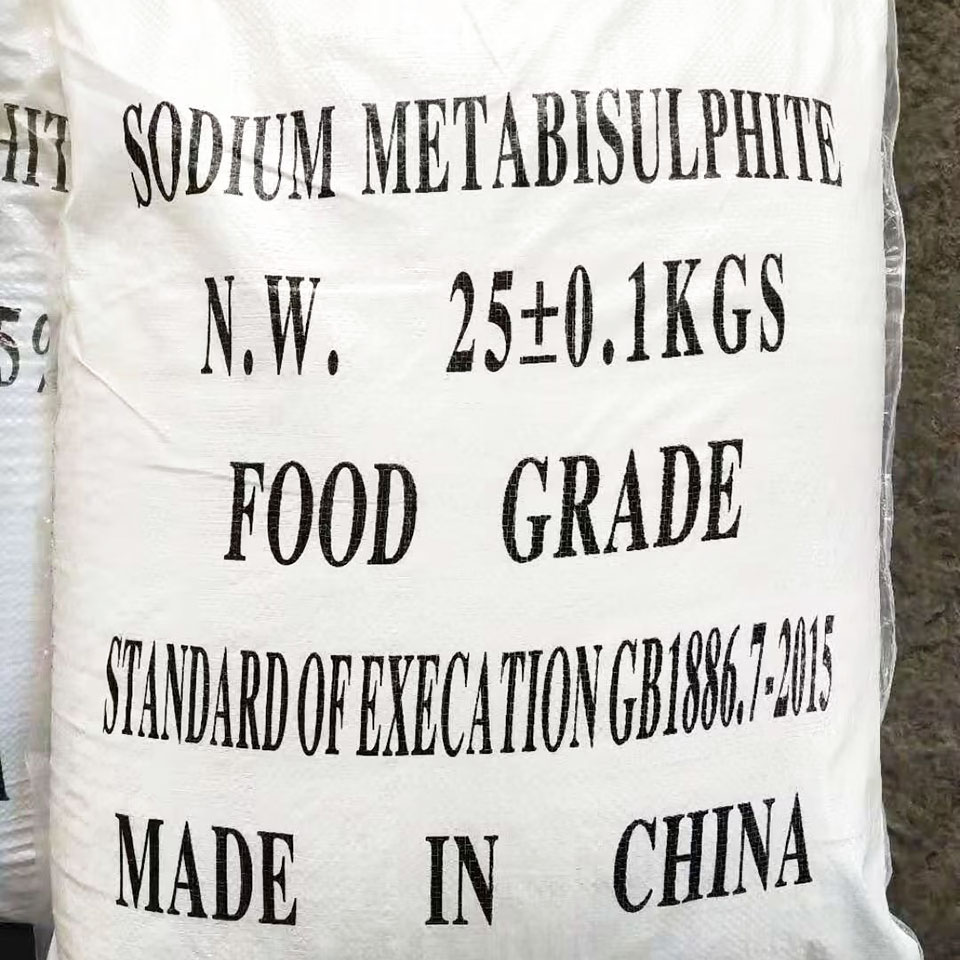 SODIUM METABISULPHITE
N.W. 25±0.1KGS
FOOD GRADE
STANDARD OF EXECATION GB1886.7-2015
MADE IN CHINA